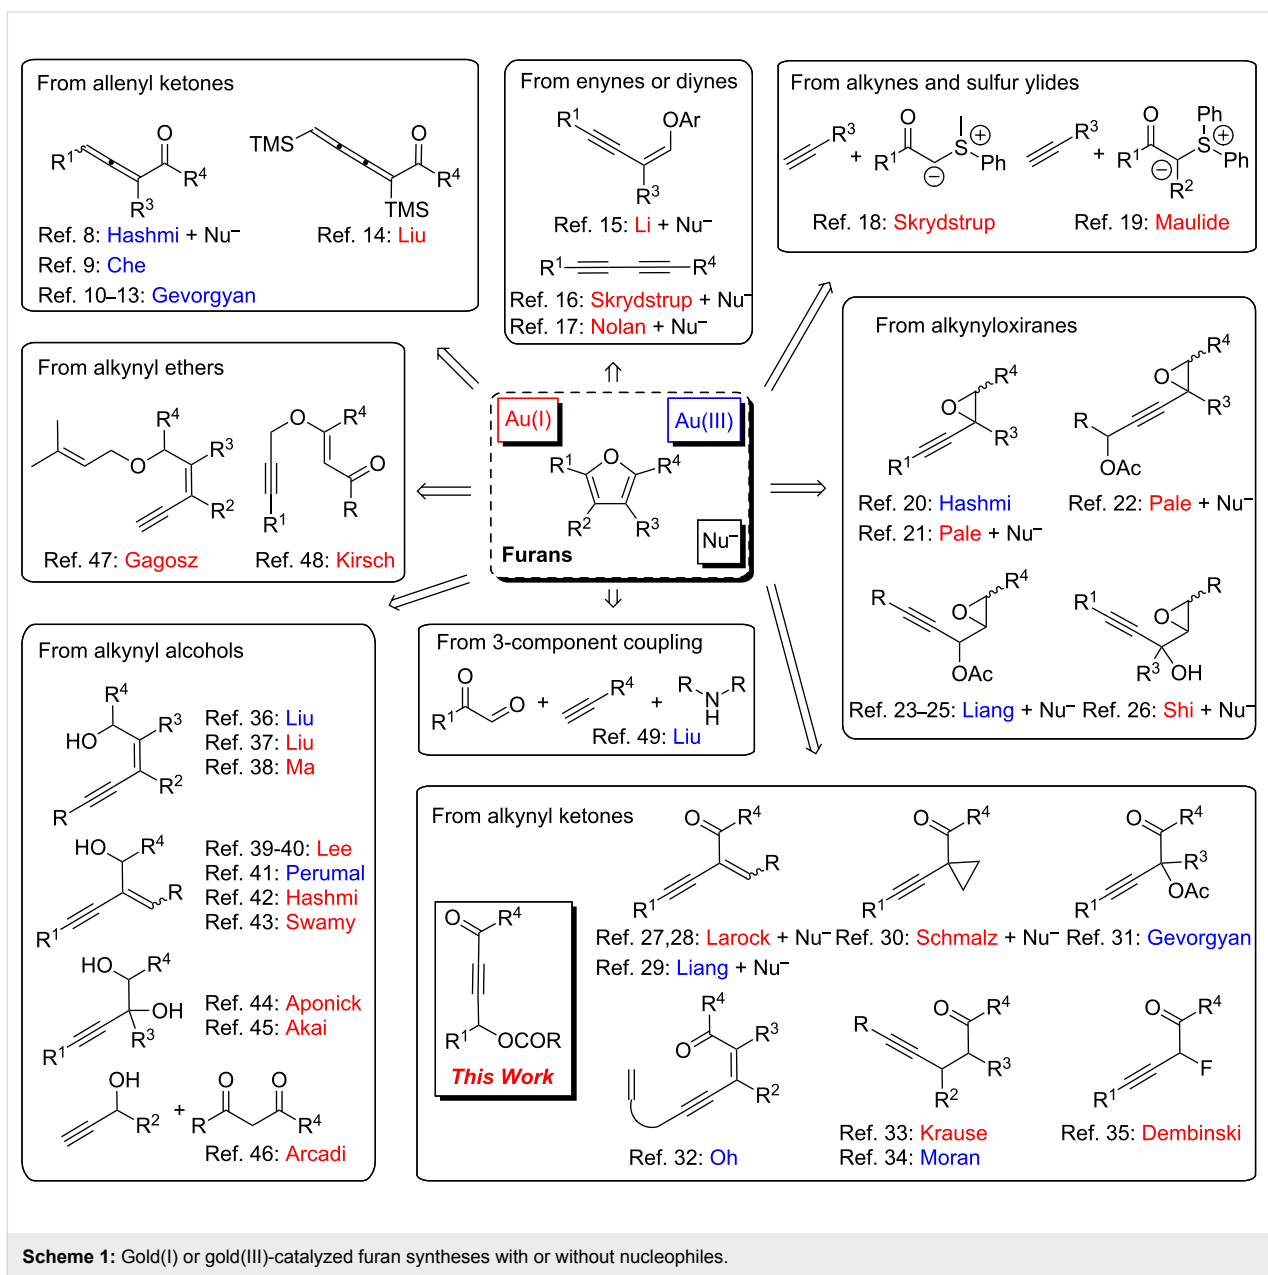 From allenyl ketones
R1
O
R4
R3
TMS
O
R4
TMS
Ref. 8: Hashmi + Nu–
Ref. 14: Liu
Ref. 9: Che
Ref. 10–13: Gevorgyan
From enynes or diynes
R1
OAr
R3
Ref. 15: Li + Nu–
R1
R4
Ref. 16: Skrydstrup + Nu–
Ref. 17: Nolan + Nu–
From alkynes and sulfur ylides
R3
+
O
R1
–
S
+
Ph
R3
+
O
R1
–
R2
Ph
S
+
Ph
Ref. 18: Skrydstrup
Ref. 19: Maulide
From alkynyl ethers
R4
R3
O
R2
O
R4
O
R1
R
Ref. 47: Gagosz
Ref. 48: Kirsch
Au(I)
Au(III)
R1
O
R4
R2
R3
Furans
Nu–
From alkynyloxiranes
R4
O
R3
R1
R4
O
R3
R
OAc
Ref. 20: Hashmi
Ref. 22: Pale + Nu–
Ref. 21: Pale + Nu–
R
O
R4
OAc
R1
O
R
R3
OH
Ref. 23–25: Liang + Nu–
Ref. 26: Shi + Nu–
From alkynyl alcohols
R4
R3
HO
R2
R
Ref. 36: Liu
Ref. 37: Liu
Ref. 38: Ma
HO
R4
R
R1
Ref. 39-40: Lee
Ref. 41: Perumal
Ref. 42: Hashmi
Ref. 43: Swamy
HO
R4
OH
R3
R1
Ref. 44: Aponick
Ref. 45: Akai
OH
R2
+
O
O
R
R4
Ref. 46: Arcadi
From 3-component coupling
O
R1
O
+
R4
+
R
N
H
R
Ref. 49: Liu
From alkynyl ketones
O
R4
R1
OCOR
This Work
O
R4
R
R1
O
R4
R1
O
R4
R3
OAc
R1
Ref. 27,28: Larock + Nu–
Ref. 30: Schmalz + Nu–
Ref. 31: Gevorgyan
Ref. 29: Liang + Nu–
R4
O
R3
R2
R
O
R4
R3
R2
O
R4
F
R1
Ref. 32: Oh
Ref. 33: Krause
Ref. 34: Moran
Ref. 35: Dembinski
Scheme 1: Gold(I) or gold(III)-catalyzed furan syntheses with or without nucleophiles.